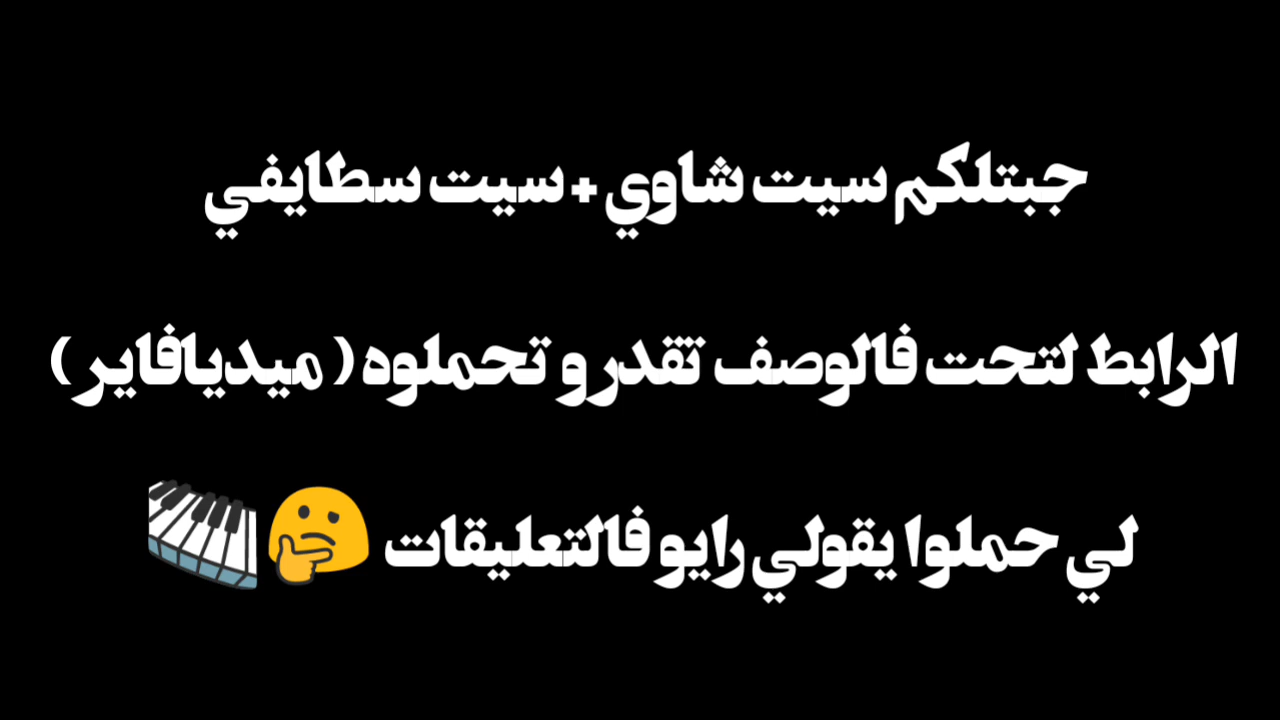 جبتلكم سيت شاوي + سيت سطايفي
الرابط لتحت فالوصف تقدرو تحملوه ( ميديافاير )
لي حملوا يقولي رايو فالتعليقات 🤔🎹